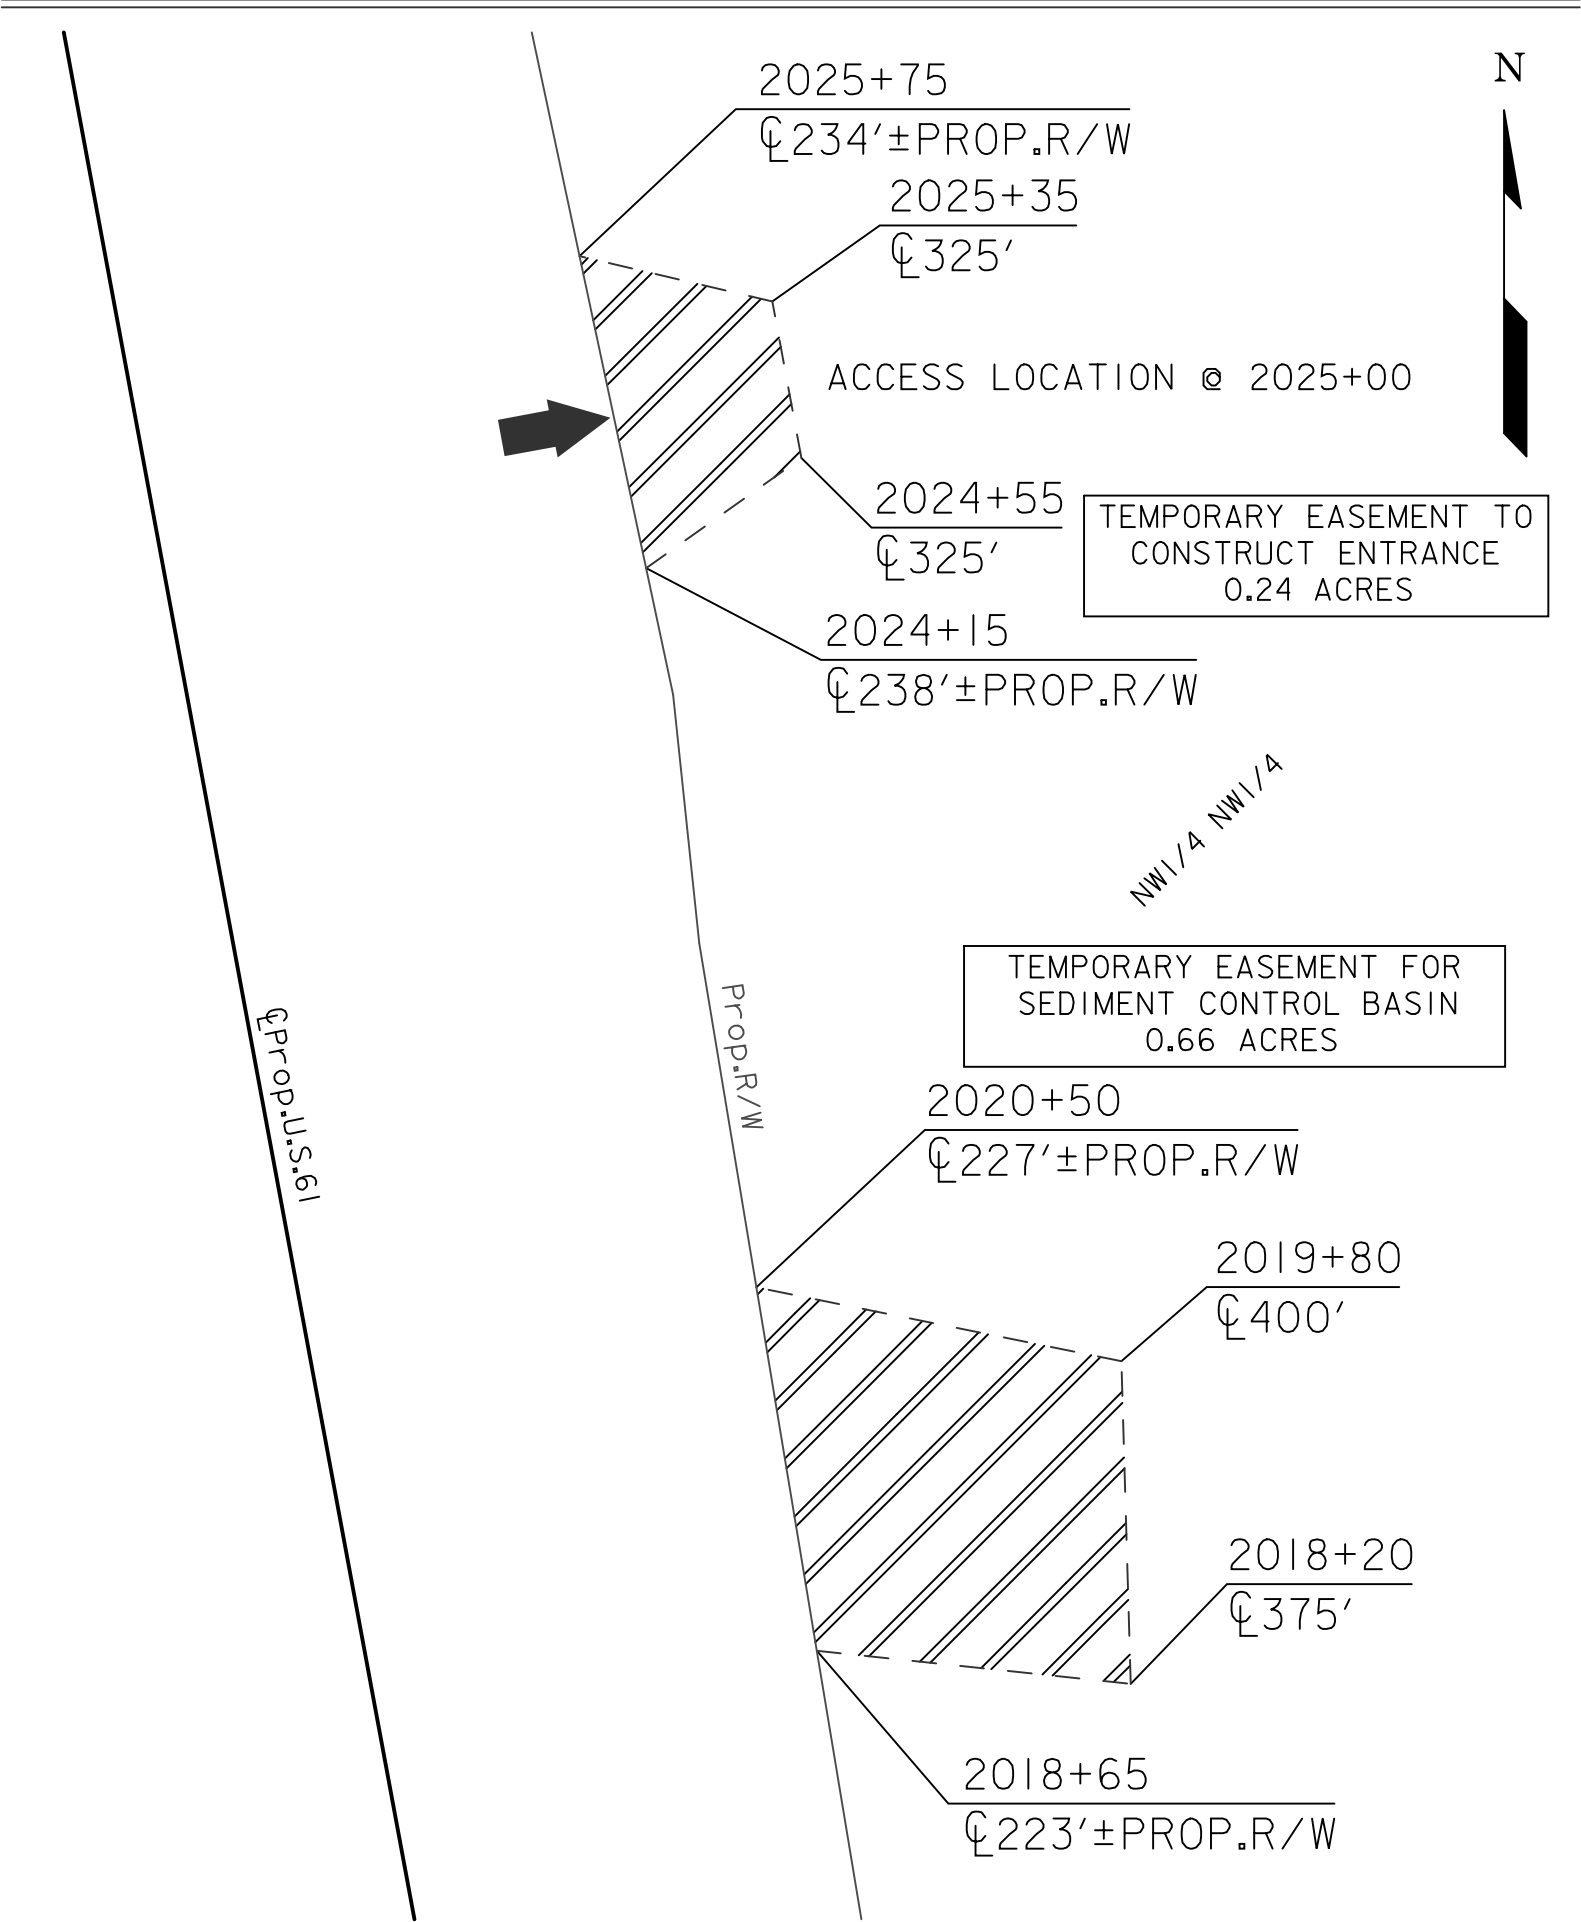 N
2025+75
℄234′±PROP.R/W
2025+35
℄325′
ACCESS LOCATION @ 2025+00
2024+55
℄325′
TEMPORARY EASEMENT TO
CONSTRUCT ENTRANCE
0.24 ACRES
2024+15
℄238′±PROP.R/W
NW1/4 NW1/4
TEMPORARY EASEMENT FOR
SEDIMENT CONTROL BASIN
0.66 ACRES
Prop.R/W
℄Prop.U.S.61
2020+50
℄227′±PROP.R/W
2019+80
℄400′
2018+20
℄375′
2018+65
℄223′±PROP.R/W